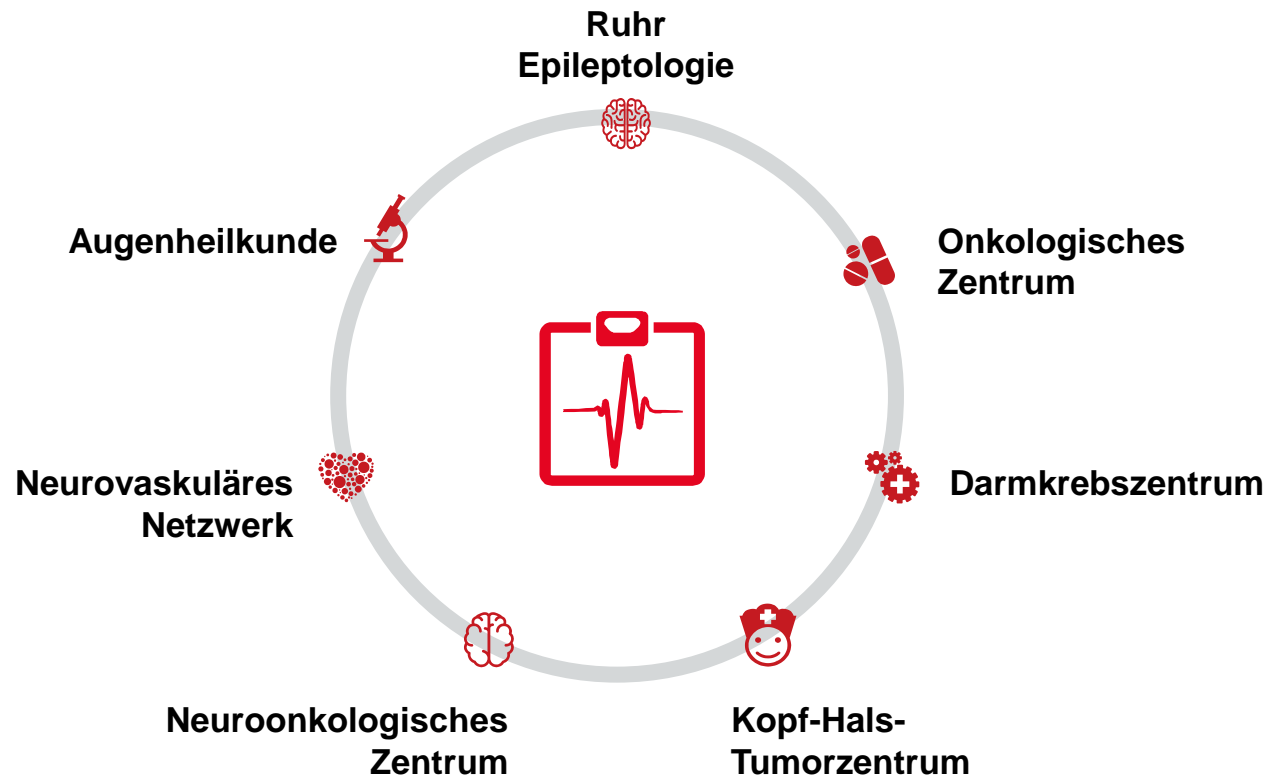 Ruhr
Epileptologie
Augenheilkunde
Onkologisches
Zentrum
Neurovaskuläres
Netzwerk
Darmkrebszentrum
Neuroonkologisches
Zentrum
Kopf-Hals-
Tumorzentrum